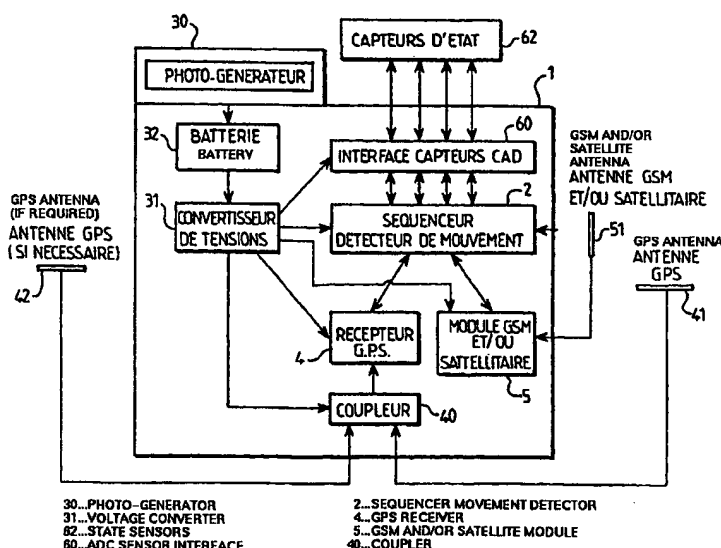 30
PHOTO-GENERATEUR
CAPTEURS D'ETAT
62
1
32
BATTERIE
BATTERY
60
INTERFACE CAPTEURS CAD
GSM AND/OR
SATELLITE
ANTENNA
ANTENNE GSM
ET/OU SATELLITAIRE
51
2
31
CONVERTISSEUR
DE TENSIONS
SEQUENCEUR
DETECTEUR DE MOUVEMENT
GPS ANTENNA
(IF REQUIRED)
ANTENNE GPS
(SI NECESSAIRE)
42
GPS ANTENNA
ANTENNE
GPS
41
RECEPTEUR
G.P.S.
4
MODULE GSM
ET/OU
SATTELLITAIRE
5
COUPLEUR
40
30...PHOTO-GENERATOR
31...VOLTAGE CONVERTER
62...STATE SENSORS
60...ADC SENSOR INTERFACE
2...SEQUENCER MOVEMENT DETECTOR
4...GPS RECEIVER
5...GSM AND/OR SATELLITE MODULE
40...COUPLER